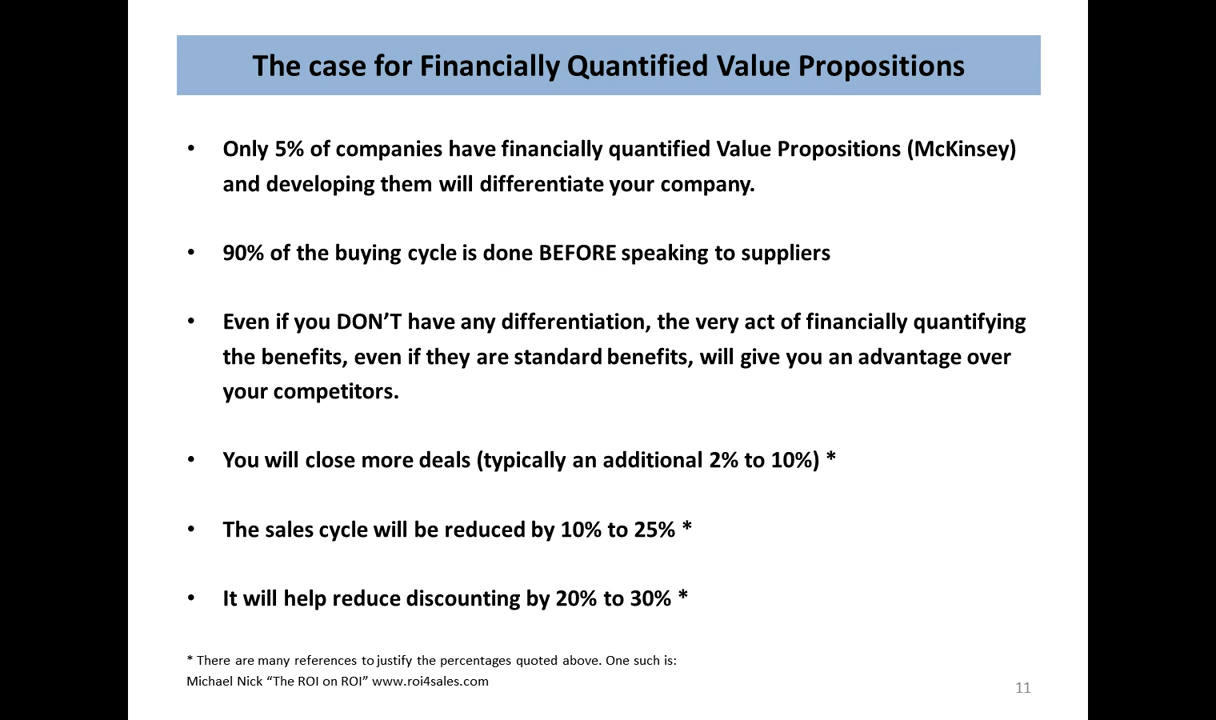 The case for Financially Quantified Value Propositions
• Only 5% of companies have financially quantified Value Propositions (McKinsey)
and developing them will differentiate your company.
• 90% of the buying cycle is done BEFORE speaking to suppliers
• Even if you DON’T have any differentiation, the very act of financially quantifying
the benefits, even if they are standard benefits, will give you an advantage over
your competitors.
• You will close more deals (typically an additional 2% to 10%) *
• The sales cycle will be reduced by 10% to 25% *
• It will help reduce discounting by 20% to 30% *
* There are many references to justify the percentages quoted above. One such is:
Michael Nick “The ROI on ROI” www.roi4sales.com
11